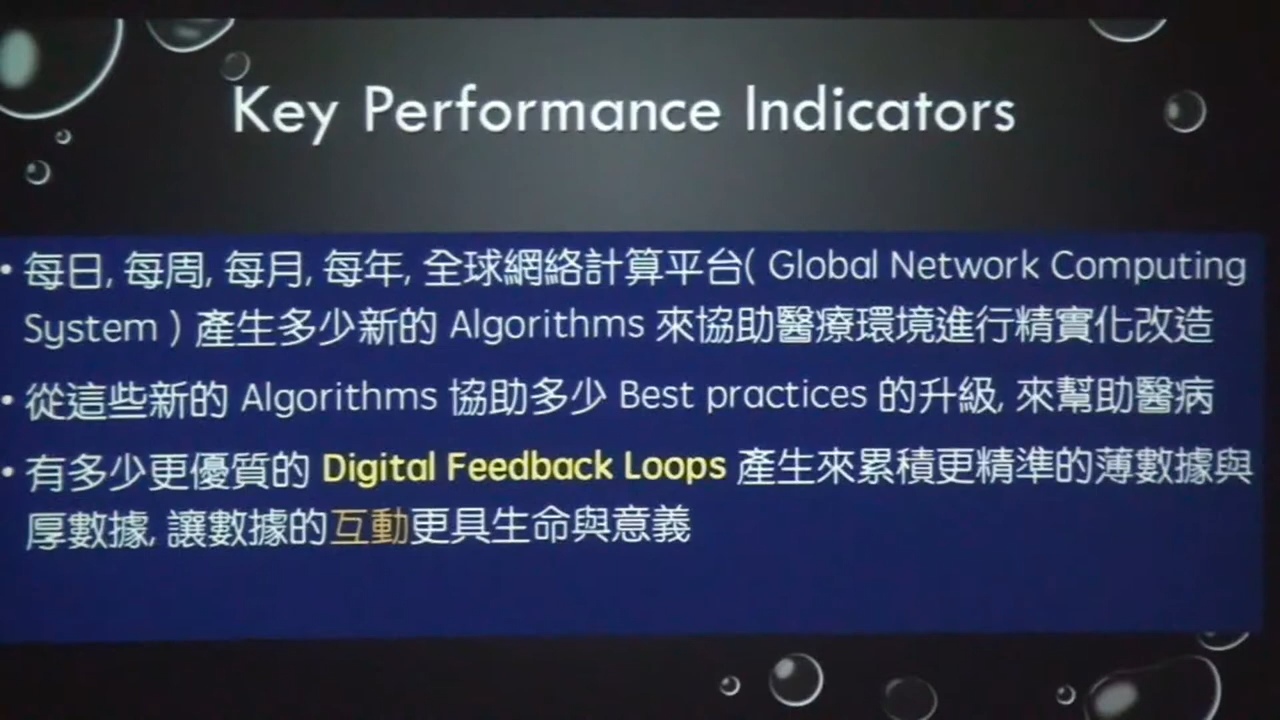 Key Performance Indicators
• 每日, 每周, 每月, 每年, 全球網絡計算平台( Global Network Computing
System ) 產生多少新的 Algorithms 來協助醫療環境進行精實化改造
• 從這些新的 Algorithms 協助多少 Best practices 的升級, 來幫助醫病
• 有多少更優質的 Digital Feedback Loops 產生來累積更精準的薄數據與
厚數據, 讓數據的互動更具生命與意義